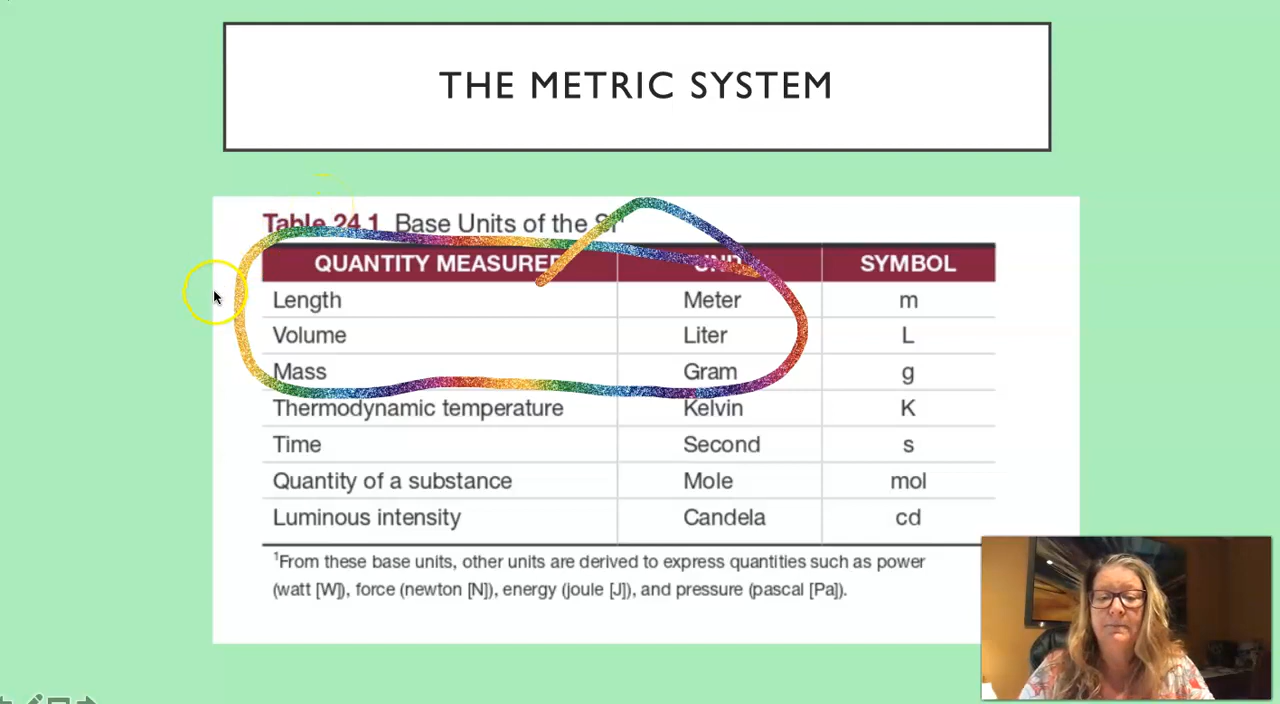 THE METRIC SYSTEM
Table 24.1 Base Units of the SI¹
QUANTITY MEASURED UNIT SYMBOL
Length Meter m
Volume Liter L
Mass Gram g
Thermodynamic temperature Kelvin K
Time Second s
Quantity of a substance Mole mol
Luminous intensity Candela cd
¹From these base units, other units are derived to express quantities such as power
(watt [W]), force (newton [N]), energy (joule [J]), and pressure (pascal [Pa]).